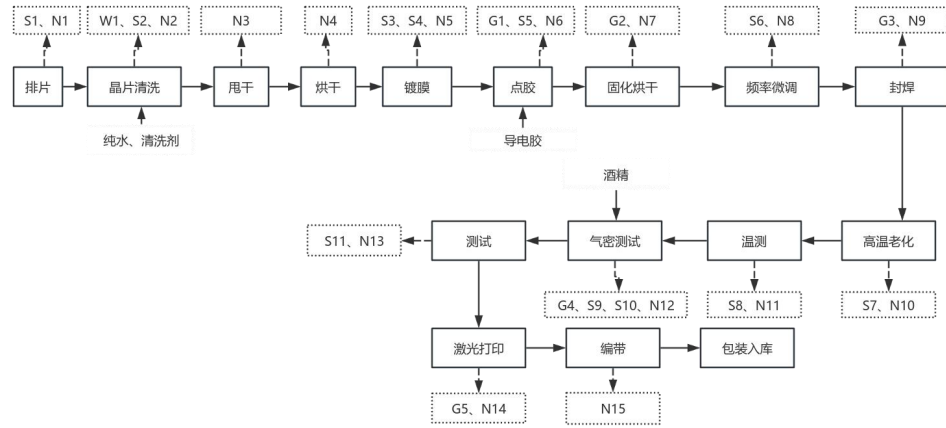 S1、N1
W1、S2、N2
N3
N4
S3、S4、N5
G1、S5、N6
G2、N7
S6、N8
G3、N9
排片
晶片清洗
甩干
烘干
镀膜
点胶
固化烘干
频率微调
封焊
纯水、清洗剂
导电胶
酒精
S11、N13
测试
气密测试
温测
高温老化
G4、S9、S10、N12
S8、N11
S7、N10
激光打印
编带
包装入库
G5、N14
N15